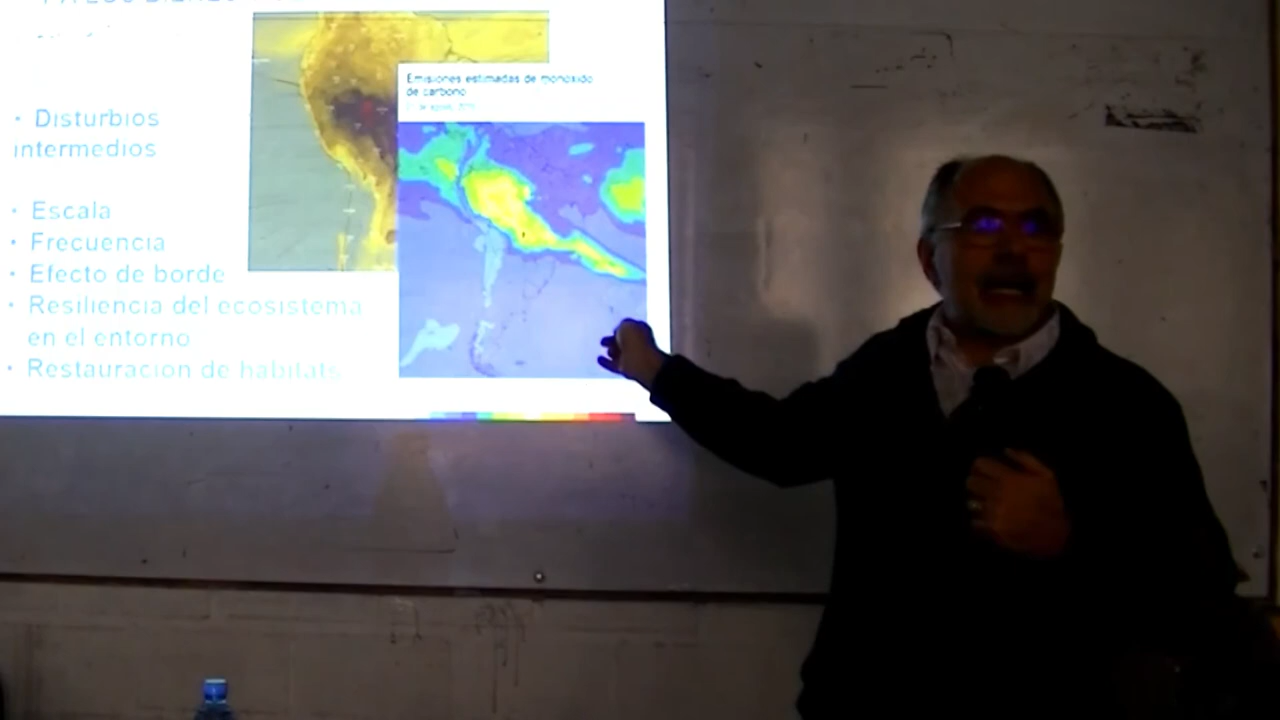 • Disturbios
intermedios
Emisiones estimadas de monóxido
de carbono
• Escala
• Frecuencia
• Efecto de borde
• Resiliencia del ecosistema
en el entorno
• Restauracion de habitats